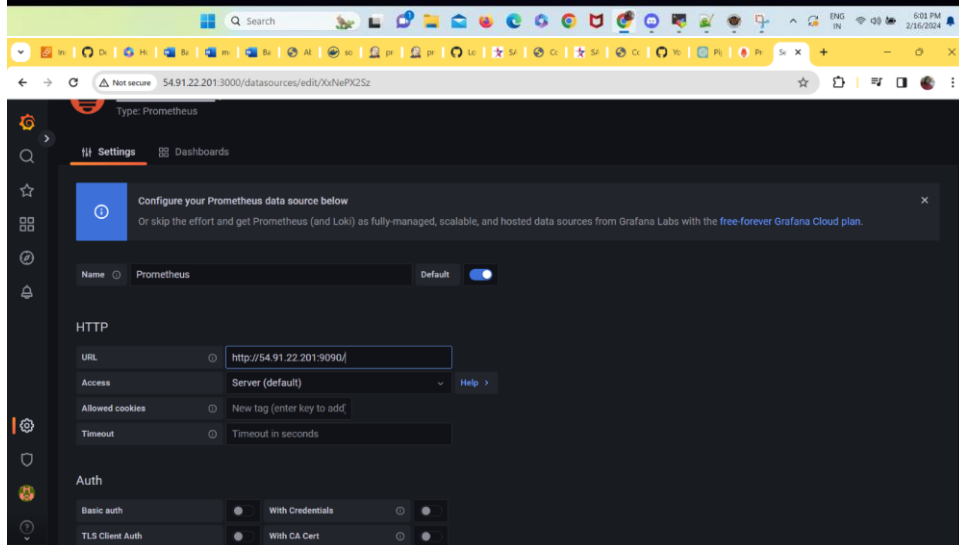 Search
ENG
IN
6:01 PM
2/16/2024
Not secure 54.91.22.201:3000/datasources/edit/XxNePX2Sz
Type: Prometheus
Settings Dashboards
Configure your Prometheus data source below
Or skip the effort and get Prometheus (and Loki) as fully-managed, scalable, and hosted data sources from Grafana Labs with the free-forever Grafana Cloud plan.
Name Prometheus Default
HTTP
URL http://54.91.22.201:9090/
Access Server (default) Help >
Allowed cookies New tag (enter key to add)
Timeout Timeout in seconds
Auth
Basic auth With Credentials
TLS Client Auth With CA Cert